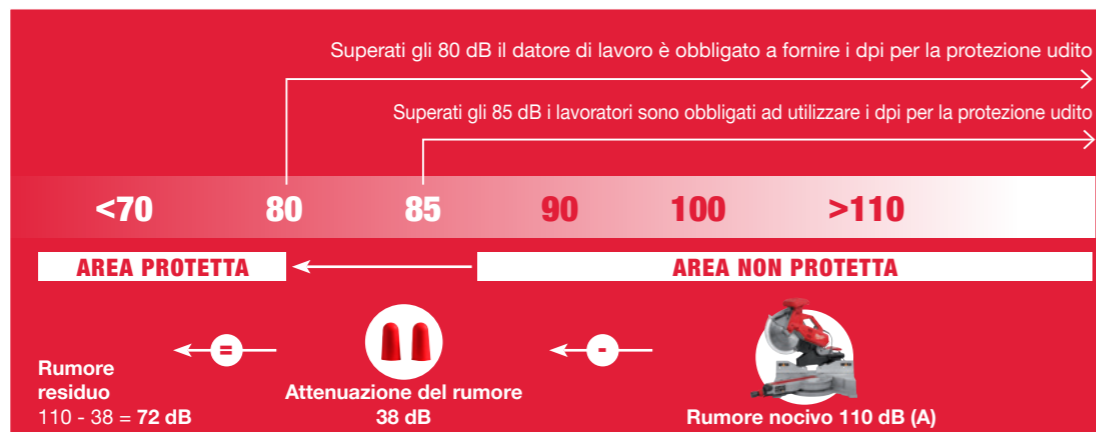 Superati gli 80 dB il datore di lavoro è obbligato a fornire i dpi per la protezione udito
Superati gli 85 dB i lavoratori sono obbligati ad utilizzare i dpi per la protezione udito
<70 80 85 90 100 >110
AREA PROTETTA AREA NON PROTETTA
= -
Rumore
residuo
110 - 38 = 72 dB
Attenuazione del rumore
38 dB
Rumore nocivo 110 dB (A)